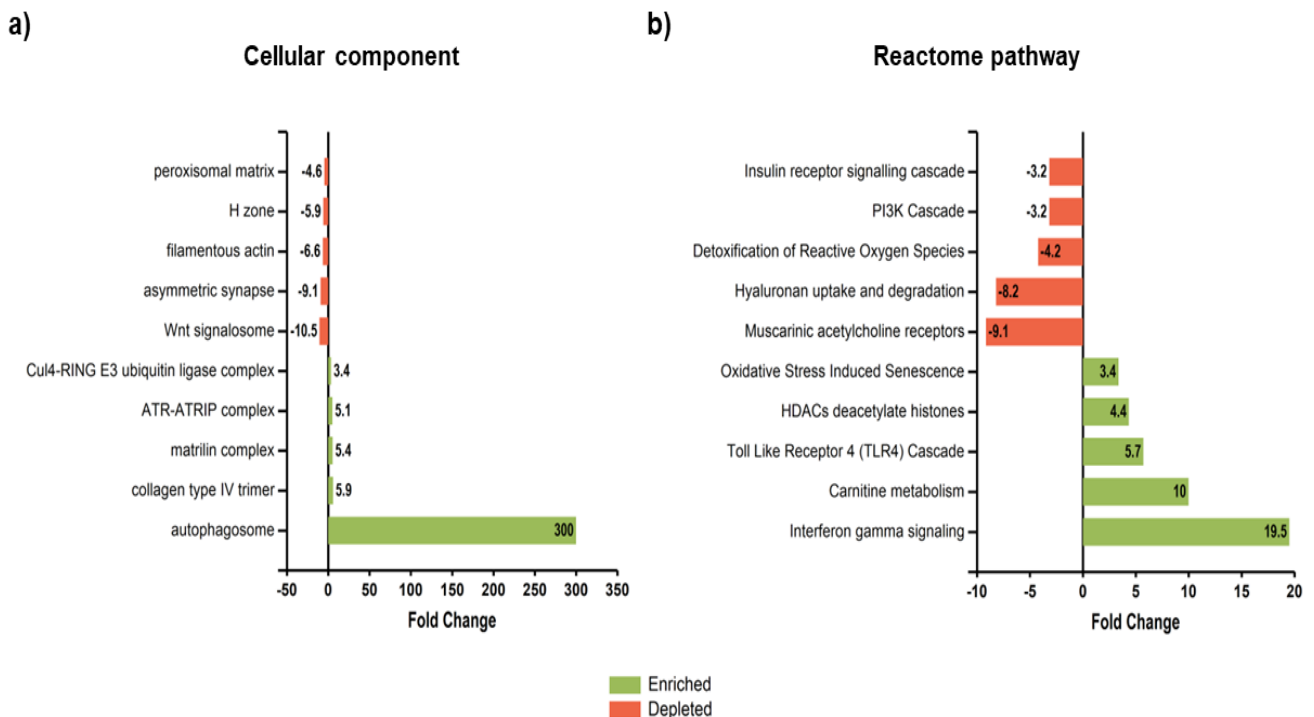 a)
Cellular component
peroxisomal matrix
-4.6
H zone
-5.9
filamentous actin
-6.6
asymmetric synapse
-9.1
Wnt signalosome
-10.5
Cul4-RING E3 ubiquitin ligase complex
3.4
ATR-ATRIP complex
5.1
matrilin complex
5.4
collagen type IV trimer
5.9
autophagosome
300
-50 0 50 100 150 200 250 300 350
Fold Change
b)
Reactome pathway
Insulin receptor signalling cascade
-3.2
PI3K Cascade
-3.2
Detoxification of Reactive Oxygen Species
-4.2
Hyaluronan uptake and degradation
-8.2
Muscarinic acetylcholine receptors
-9.1
Oxidative Stress Induced Senescence
3.4
HDACs deacetylate histones
4.4
Toll Like Receptor 4 (TLR4) Cascade
5.7
Carnitine metabolism
10
Interferon gamma signaling
19.5
-10 -5 0 5 10 15 20
Fold Change
Enriched
Depleted